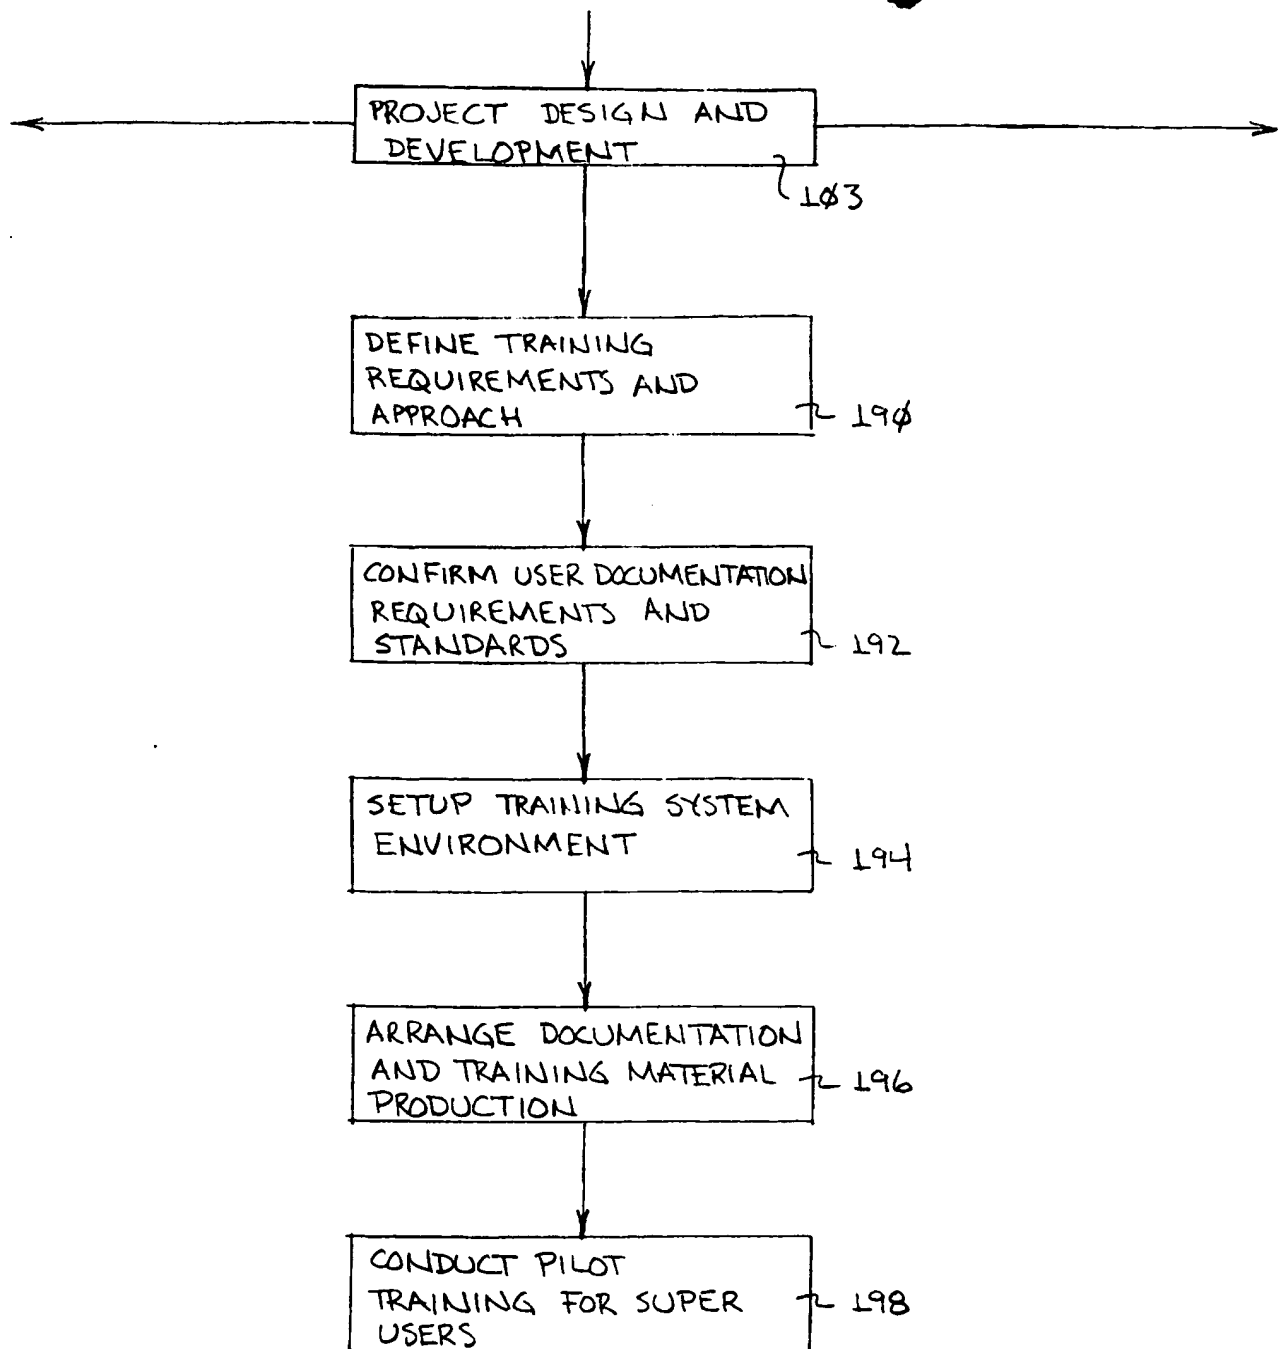 PROJECT DESIGN AND
DEVELOPMENT
103
DEFINE TRAINING
REQUIREMENTS AND
APPROACH
190
CONFIRM USER DOCUMENTATION
REQUIREMENTS AND
STANDARDS
192
SETUP TRAINING SYSTEM
ENVIRONMENT
194
ARRANGE DOCUMENTATION
AND TRAINING MATERIAL
PRODUCTION
196
CONDUCT PILOT
TRAINING FOR SUPER
USERS
198